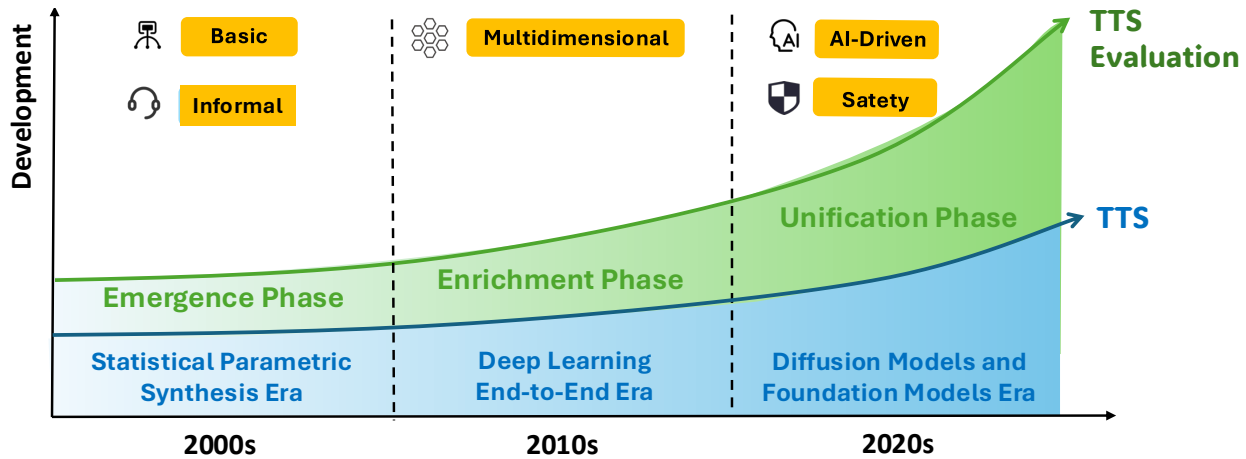 Development
Basic
Informal
Multidimensional
AI
AI-Driven
Satety
TTS
Evaluation
TTS
Emergence Phase
Enrichment Phase
Unification Phase
Statistical Parametric
Synthesis Era
Deep Learning
End-to-End Era
Diffusion Models and
Foundation Models Era
2000s
2010s
2020s